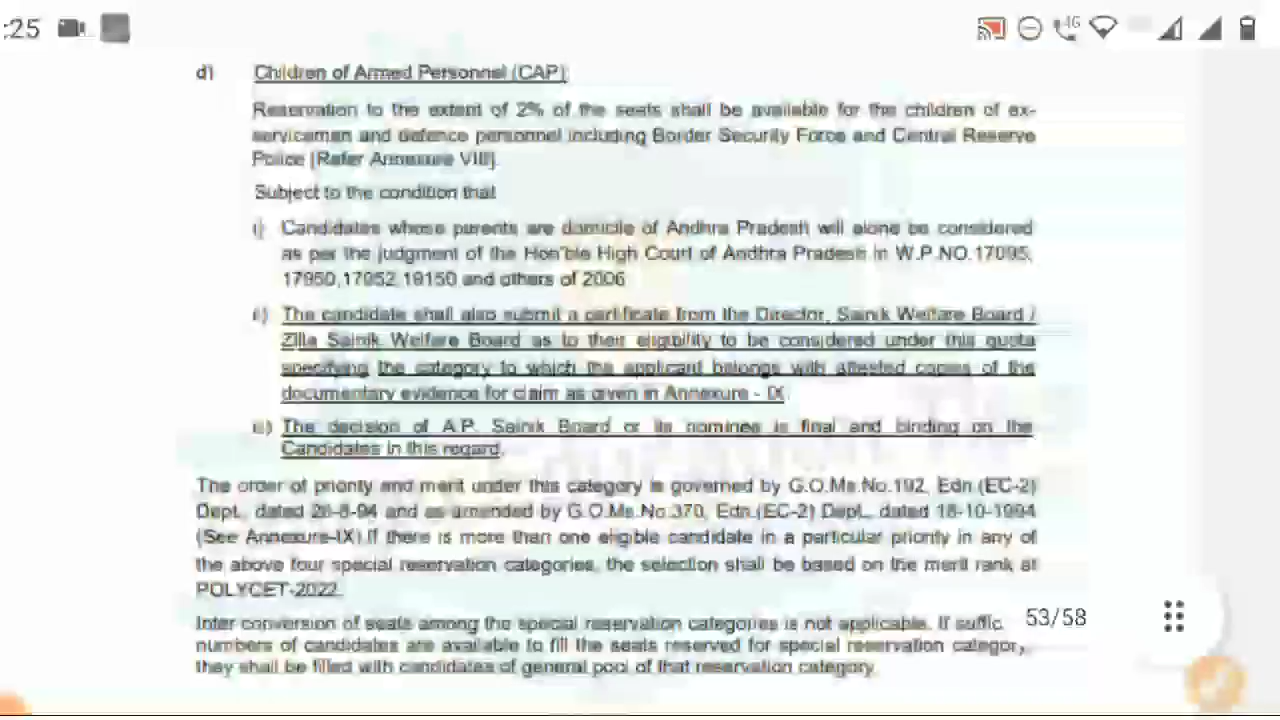 :25
4G
d) Children of Armed Personnel (CAP)
Reservation to the extent of 2% of the seats shall be available for the children of ex-
servicemen and defence personnel including Border Security Force and Central Reserve
Police [Refer Annexure VIII].
Subject to the condition that
i) Candidates whose parents are domicile of Andhra Pradesh will alone be considered
as per the judgment of the Hon'ble High Court of Andhra Pradesh in W.P.NO.17095,
17950,17052,19150 and others of 2006
ii) The candidate shall also submit a certificate from the Director, Sainik Welfare Board /
Zilla Sainik Welfare Board as to their eligibility to be considered under this quota
specifying the category to which the applicant belongs with attested copies of the
documentary evidence for claim as given in Annexure - IX
iii) The decision of A.P. Sainik Board or its nominee is final and binding on the
Candidates in this regard.
The order of priority and merit under this category is governed by G.O.Ms.No.192, Edn.(EC-2)
Dept., dated 26-8-94 and as amended by G.O.Ms.No.370, Edn.(EC-2) Dept., dated 18-10-1994
(See Annexure-IX).If there is more than one eligible candidate in a particular priority in any of
the above four special reservation categories, the selection shall be based on the merit rank at
POLYCET-2022.
Inter conversion of seats among the special reservation categories is not applicable. If suffic
numbers of candidates are available to fill the seats reserved for special reservation category,
they shall be filled with candidates of general pool of that reservation category.
53/58